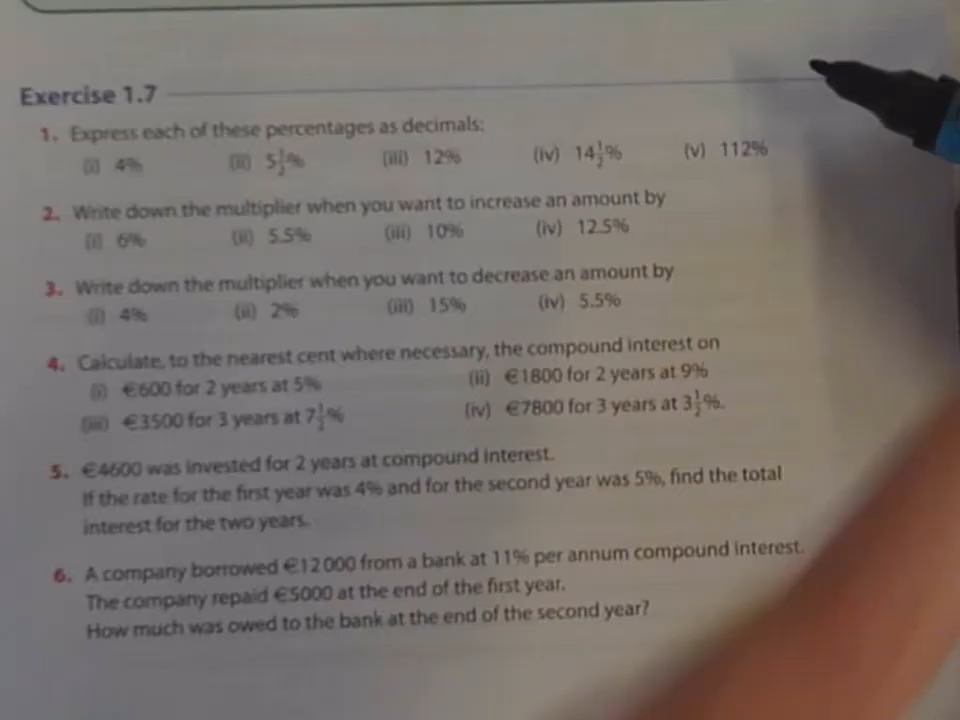 Exercise 1.7
1. Express each of these percentages as decimals:
(i) 4% (ii) 5½% (iii) 12% (iv) 14½% (v) 112%
2. Write down the multiplier when you want to increase an amount by
(i) 6% (ii) 5.5% (iii) 10% (iv) 12.5%
3. Write down the multiplier when you want to decrease an amount by
(i) 4% (ii) 2% (iii) 15% (iv) 5.5%
4. Calculate, to the nearest cent where necessary, the compound interest on
(i) €600 for 2 years at 5% (ii) €1800 for 2 years at 9%
(iii) €3500 for 3 years at 7½% (iv) €7800 for 3 years at 3½%.
5. €4600 was invested for 2 years at compound interest.
If the rate for the first year was 4% and for the second year was 5%, find the total
interest for the two years.
6. A company borrowed €12 000 from a bank at 11% per annum compound interest.
The company repaid €5000 at the end of the first year.
How much was owed to the bank at the end of the second year?